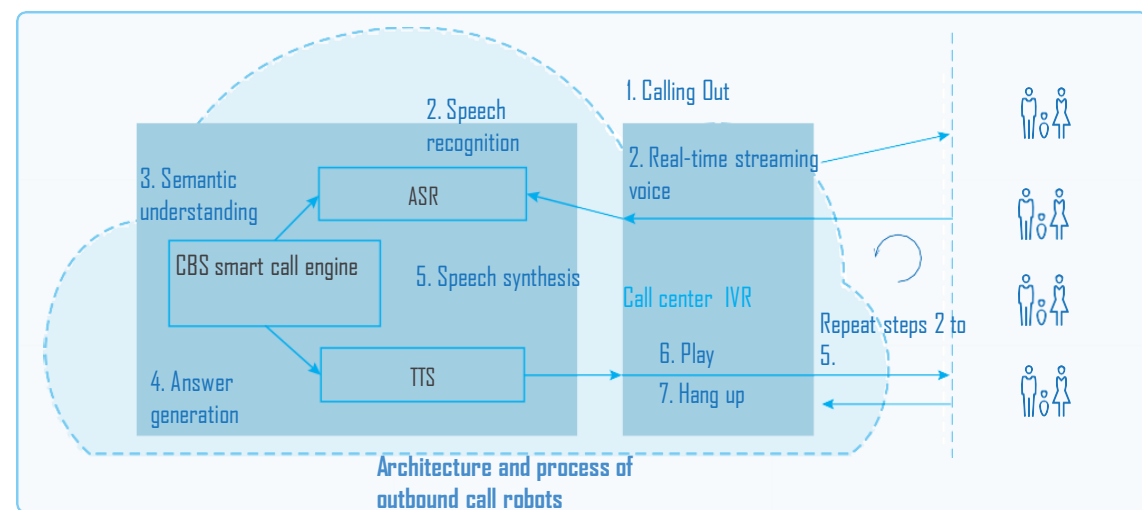 1. Calling Out
2. Speech
recognition
2. Real-time streaming
voice
3. Semantic
understanding
ASR
CBS smart call engine
5. Speech synthesis
Call center IVR
Repeat steps 2 to
5.
6. Play
TTS
7. Hang up
4. Answer
generation
Architecture and process of
outbound call robots